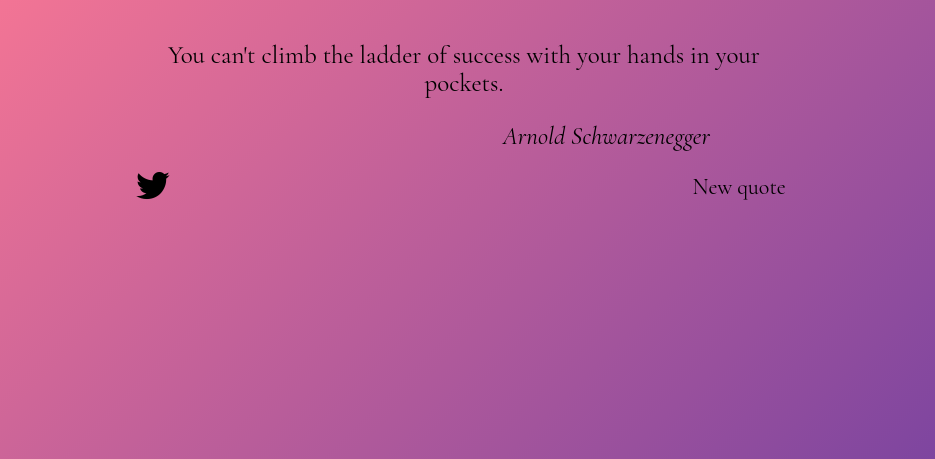 You can't climb the ladder of success with your hands in your
pockets.
Arnold Schwarzenegger
New quote